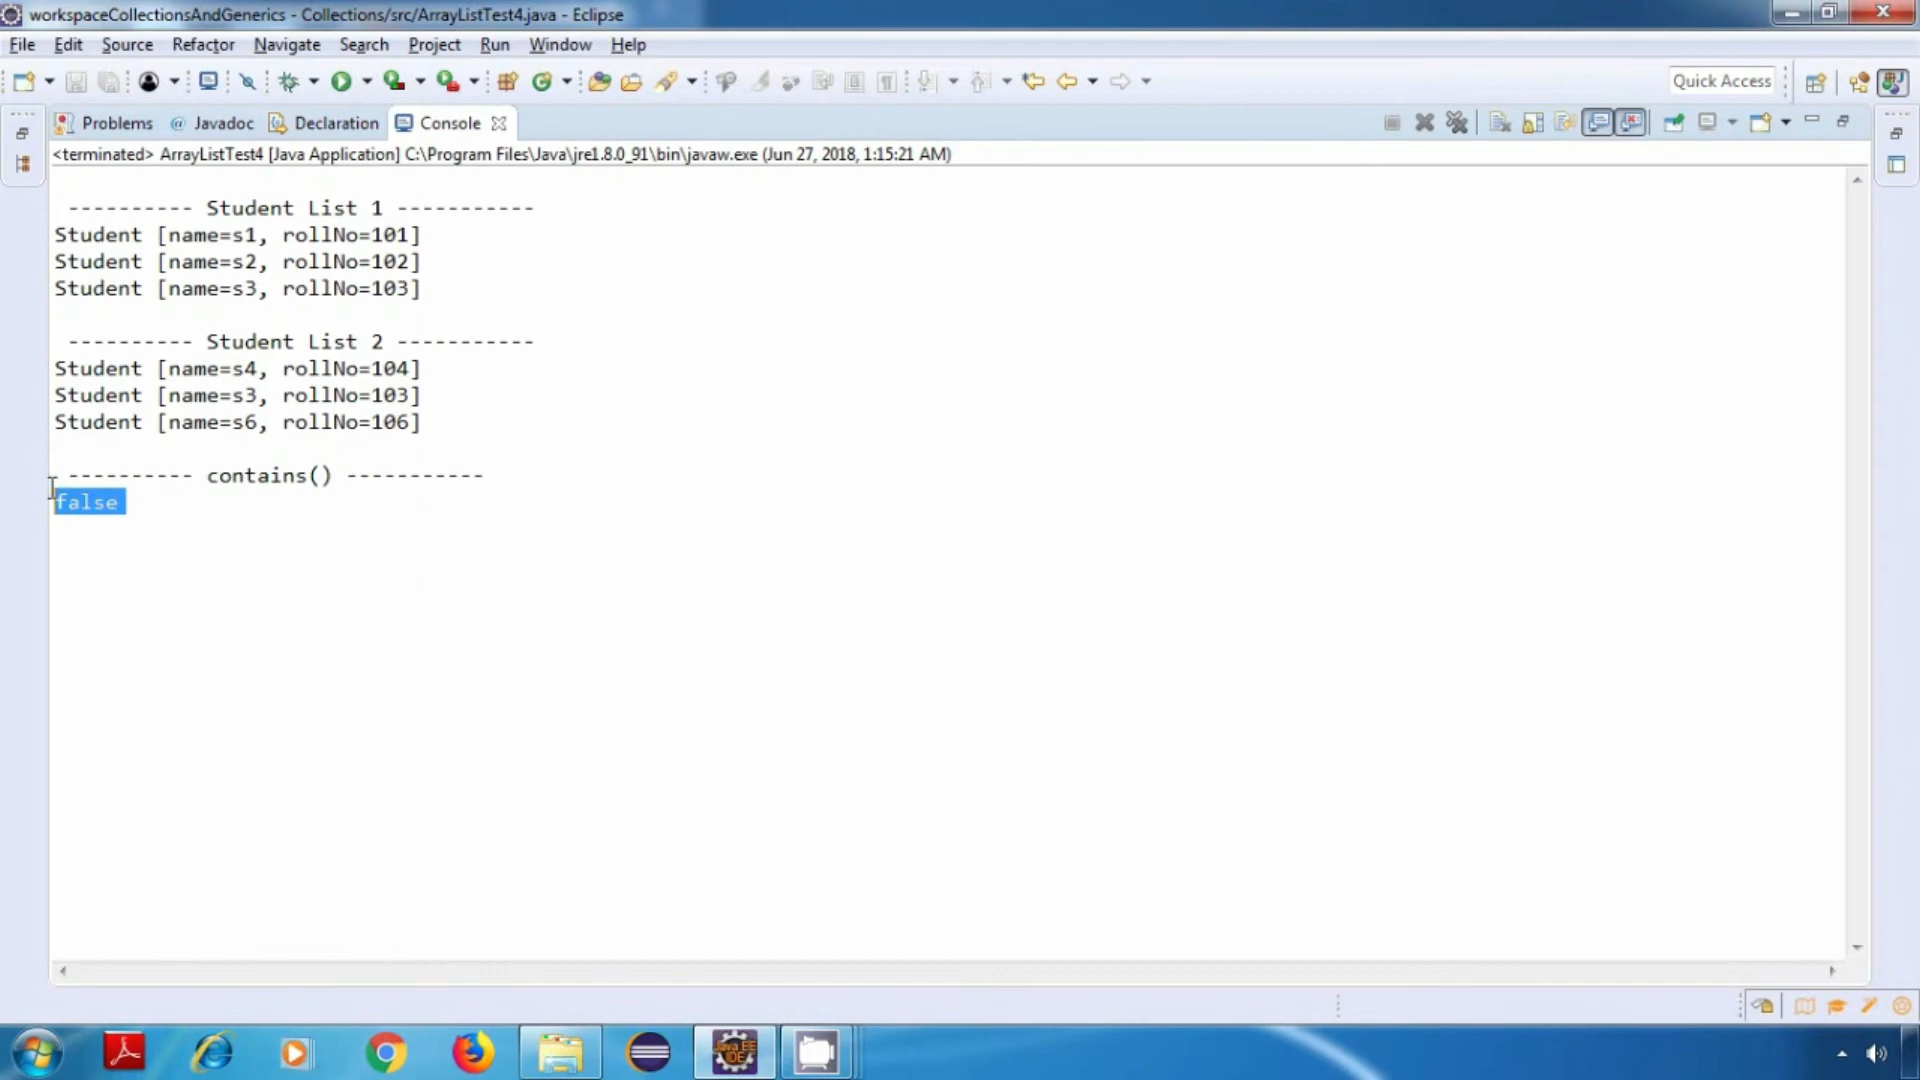 workspaceCollectionsAndGenerics - Collections/src/ArrayListTest4.java - Eclipse
File Edit Source Refactor Navigate Search Project Run Window Help
Quick Access
Problems @ Javadoc Declaration Console
<terminated> ArrayListTest4 [Java Application] C:\Program Files\Java\jre1.8.0_91\bin\javaw.exe (Jun 27, 2018, 1:15:21 AM)
---------- Student List 1 -----------
Student [name=s1, rollNo=101]
Student [name=s2, rollNo=102]
Student [name=s3, rollNo=103]
---------- Student List 2 -----------
Student [name=s4, rollNo=104]
Student [name=s3, rollNo=103]
Student [name=s6, rollNo=106]
---------- contains() -----------
false
Java EE
IDE